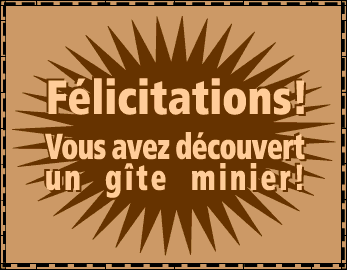 Félicitations!
Vous avez découvert
un gîte minier!